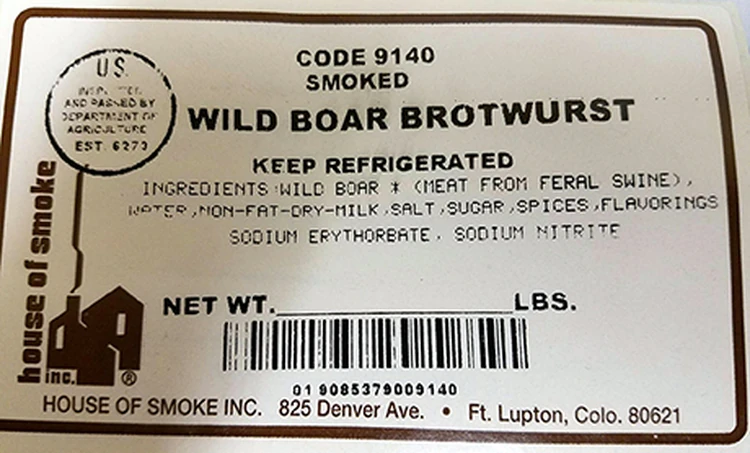 CODE 9140
SMOKED
WILD BOAR BROTWURST
U.S.
AND PASSED BY
DEPARTMENT OF
AGRICULTURE
EST. 6273
KEEP REFRIGERATED
INGREDIENTS:WILD BOAR * (MEAT FROM FERAL SWINE),
WATER,NON-FAT-DRY-MILK,SALT,SUGAR,SPICES,FLAVORINGS
SODIUM ERYTHORBATE, SODIUM NITRITE
house of smoke
inc.®
NET WT.____________________LBS.
01 9085379009140
HOUSE OF SMOKE INC. 825 Denver Ave. • Ft. Lupton, Colo. 80621